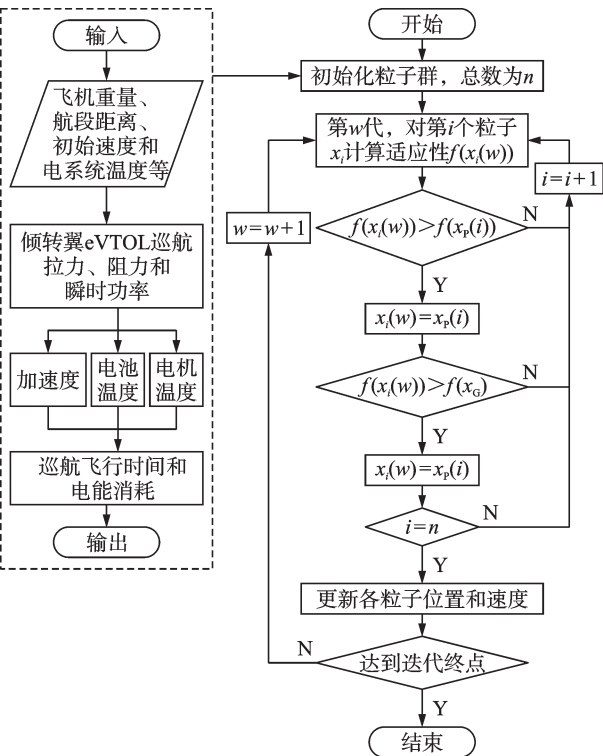 输入
飞机重量、
航段距离、
初始速度和
电系统温度等
倾转翼eVTOL巡航
拉力、阻力和
瞬时功率
加速度
电池
温度
电机
温度
巡航飞行时间和
电能消耗
输出
开始
初始化粒子群，总数为n
第w代，对第i个粒子
xᵢ计算适应性f(xᵢ(w))
i=i+1
w=w+1
f(xᵢ(w))>f(x_P(i))
N
Y
xᵢ(w)=x_P(i)
f(xᵢ(w))>f(x_G)
N
Y
xᵢ(w)=x_P(i)
i=n
N
Y
更新各粒子位置和速度
达到迭代终点
N
Y
结束